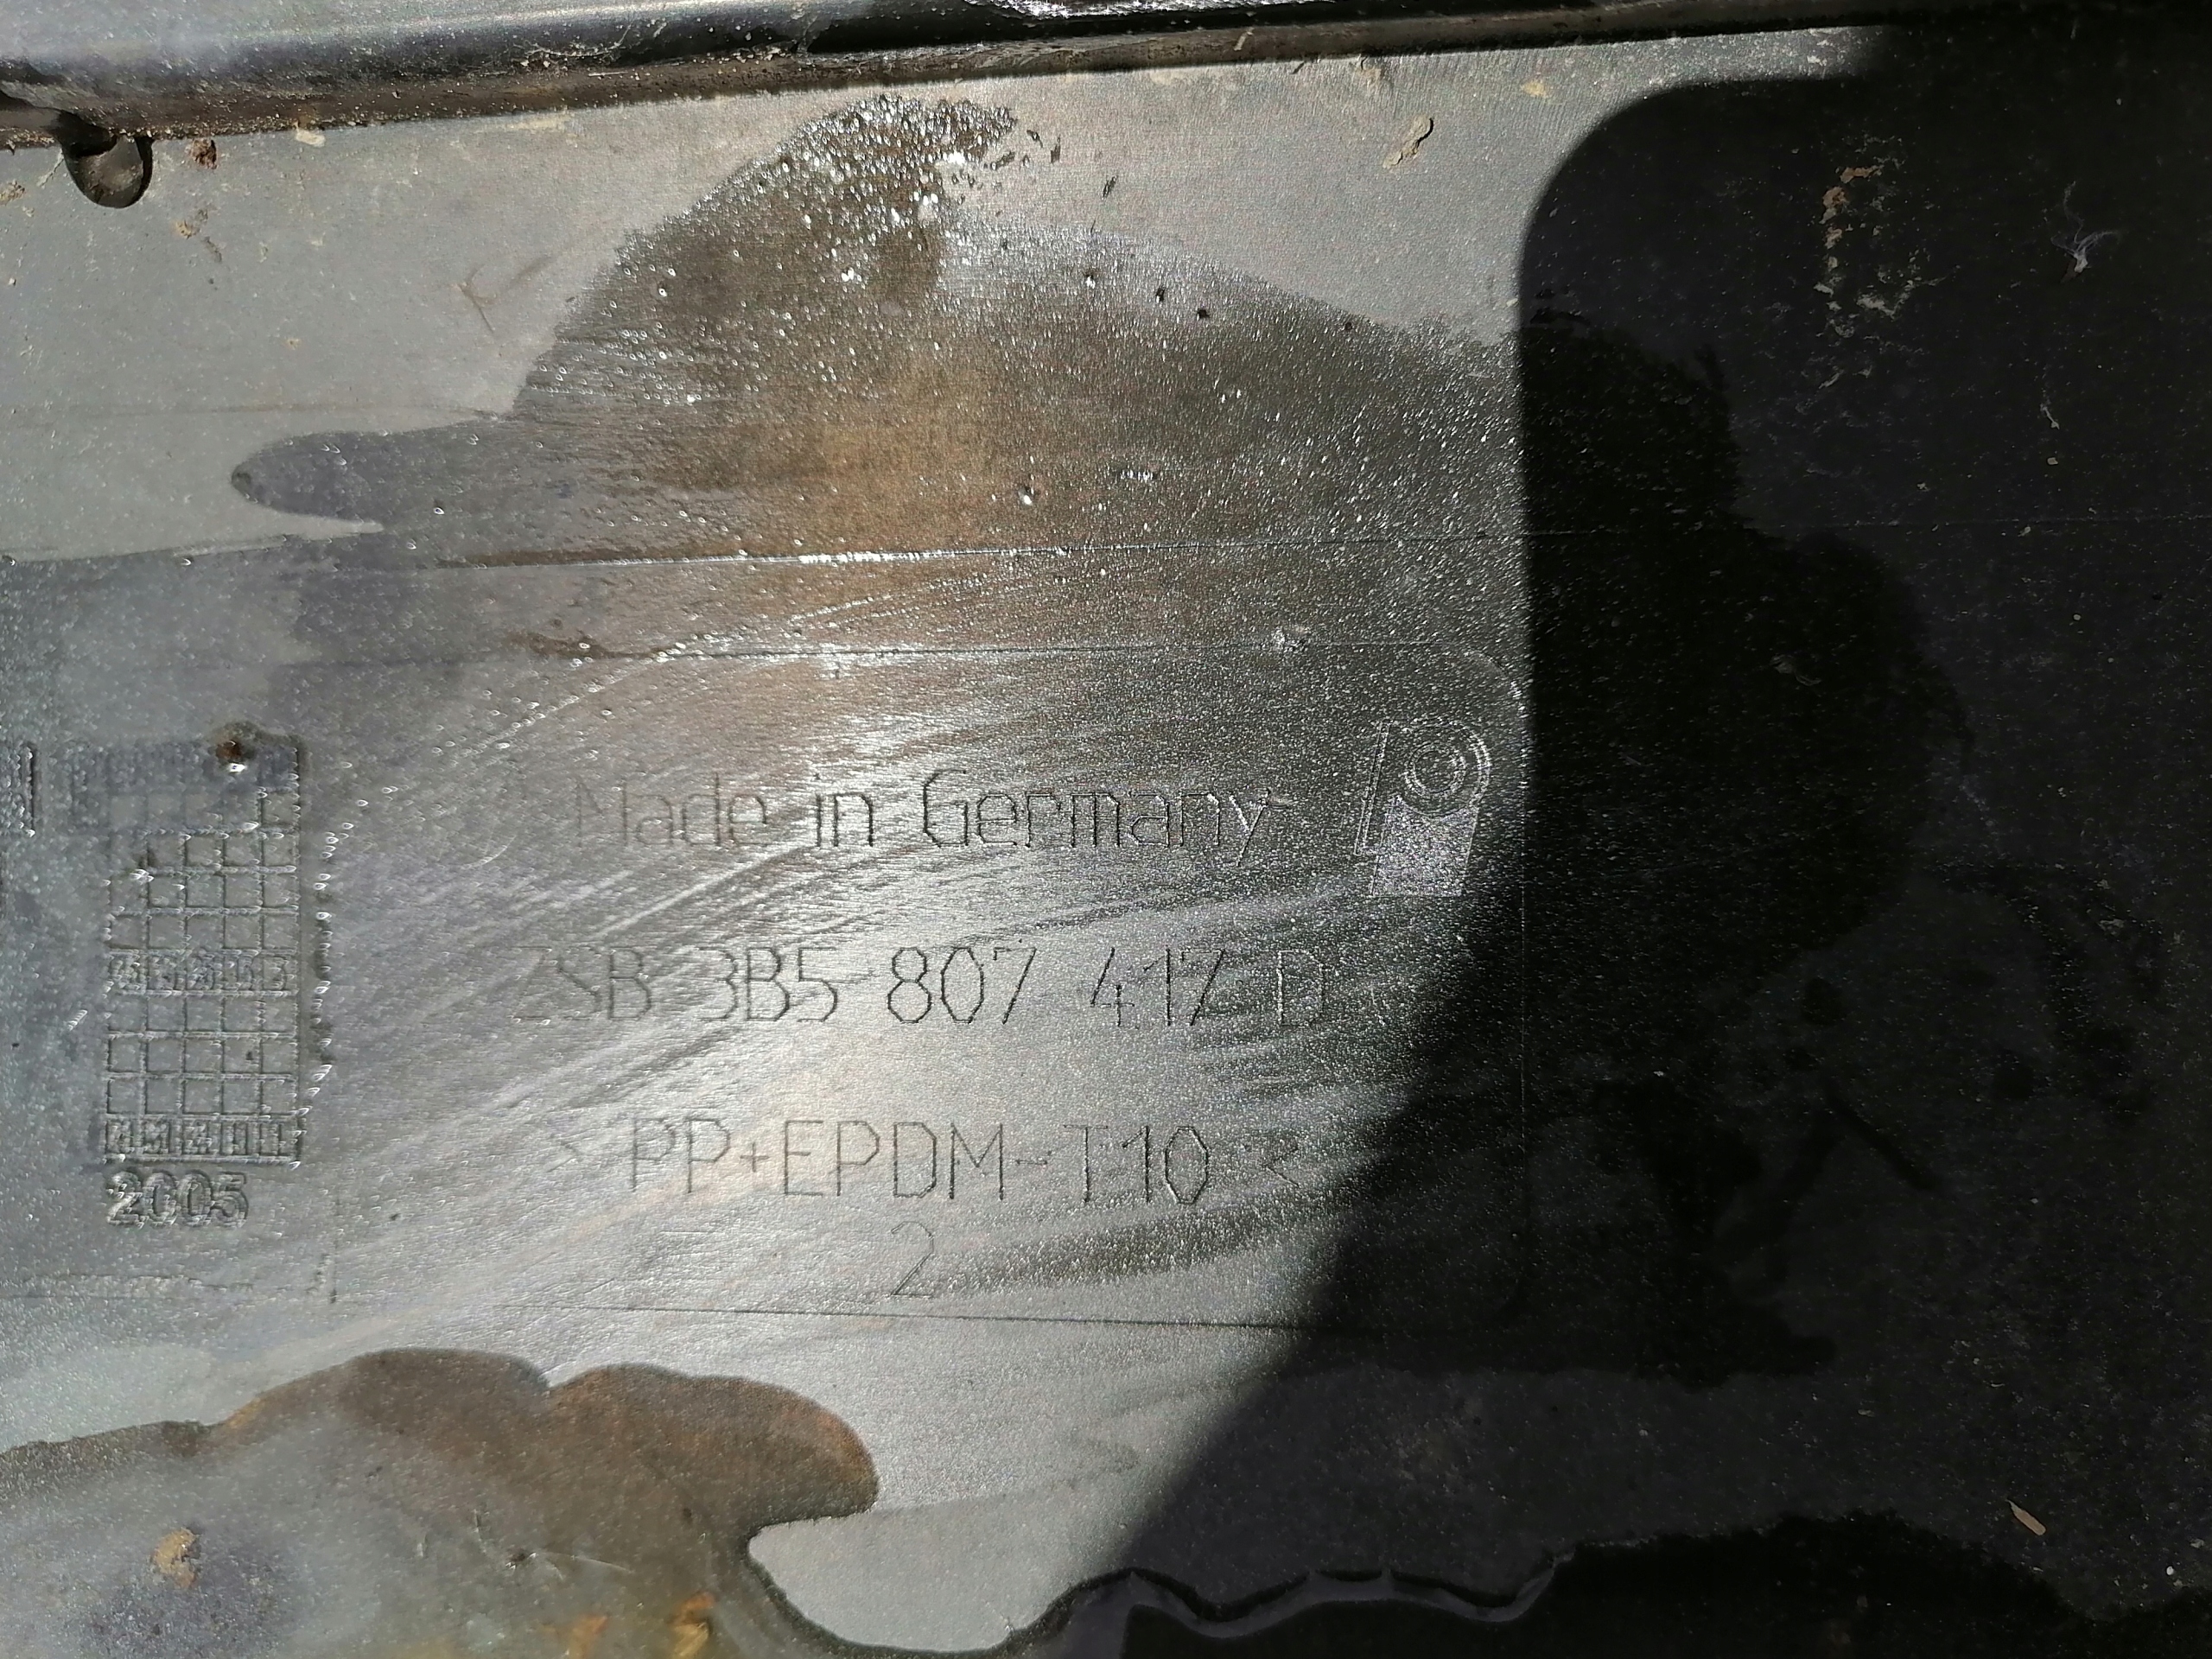 Made in Germany
ZSB 3B5 807 417 D
> PP+EPDM-T10 <
2
2005